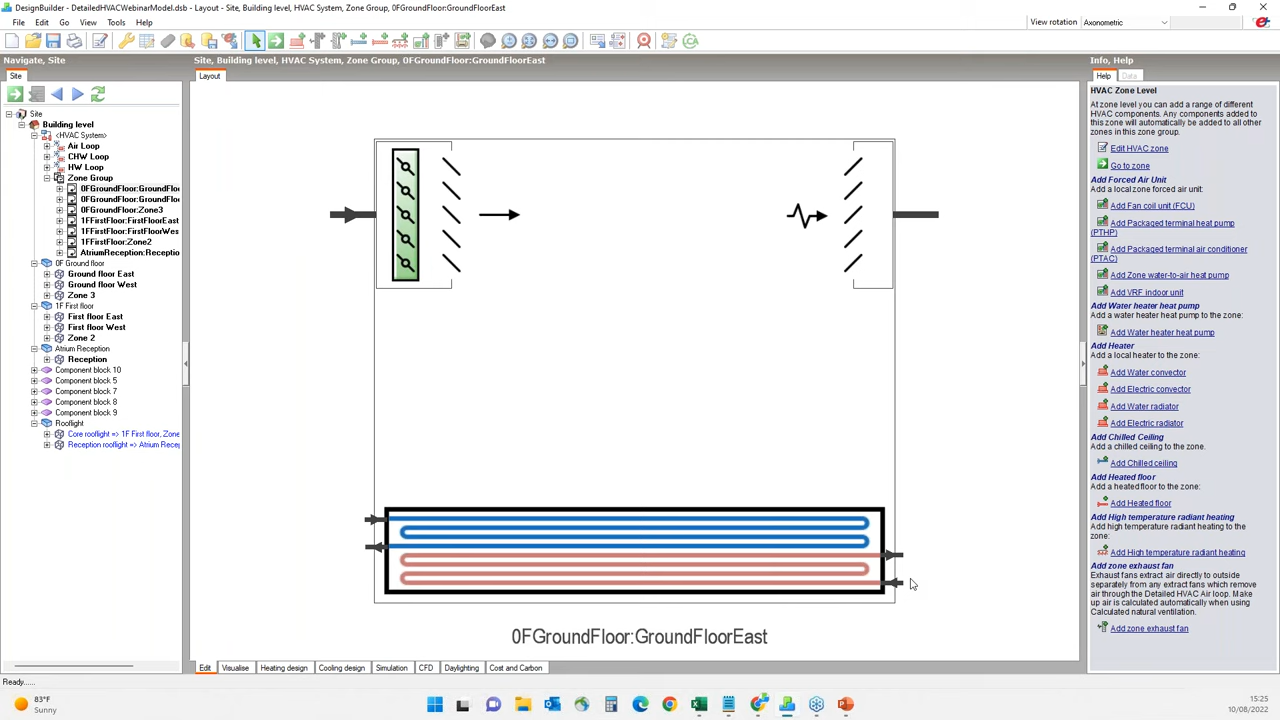 DesignBuilder - DetailedHVACWebinarModel.dsb - Layout - Site, Building level, HVAC System, Zone Group, 0FGroundFloor:GroundFloorEast
File Edit Go View Tools Help
View rotation Axonometric
Navigate, Site
Site, Building level, HVAC System, Zone Group, 0FGroundFloor:GroundFloorEast
Info, Help
Site
Layout
Help Data
Site
Building level
<HVAC System>
Air Loop
CHW Loop
HW Loop
Zone Group
0FGroundFloor:GroundFlo
0FGroundFloor:GroundFlo
0FGroundFloor:Zone3
1FFirstFloor:FirstFloorEast
1FFirstFloor:FirstFloorWes
1FFirstFloor:Zone2
AtriumReception:Receptio
0F Ground floor
Ground floor East
Ground floor West
Zone 3
1F First floor
First floor East
First floor West
Zone 2
Atrium Reception
Reception
Component block 10
Component block 5
Component block 7
Component block 8
Component block 9
Rooflight
Core rooflight => 1F First floor, Zone
Reception rooflight => Atrium Recep
0FGroundFloor:GroundFloorEast
HVAC Zone Level
At zone level you can add a range of different
HVAC components. Any components added to
this zone will automatically be added to all other
zones in this zone group.
Edit HVAC zone
Go to zone
Add Forced Air Unit
Add a local zone forced air unit:
Add Fan coil unit (FCU)
Add Packaged terminal heat pump
(PTHP)
Add Packaged terminal air conditioner
(PTAC)
Add Zone water-to-air heat pump
Add VRF indoor unit
Add Water heater heat pump
Add a water heater heat pump to the zone:
Add Water heater heat pump
Add Heater
Add a local heater to the zone:
Add Water convector
Add Electric convector
Add Water radiator
Add Electric radiator
Add Chilled Ceiling
Add a chilled ceiling to the zone:
Add Chilled ceiling
Add Heated floor
Add a heated floor to the zone:
Add Heated floor
Add High Temperature radiant heating
Add high temperature radiant heating to the
zone:
Add High temperature radiant heating
Add zone exhaust fan
Exhaust fans extract air directly to outside
separately from any extract fans which remove
air through the Detailed HVAC Air loop. Make
up air is calculated automatically when using
Calculated natural ventilation.
Add zone exhaust fan
Edit Visualise Heating design Cooling design Simulation CFD Daylighting Cost and Carbon
Ready......
83°F
Sunny
15:25
10/08/2022